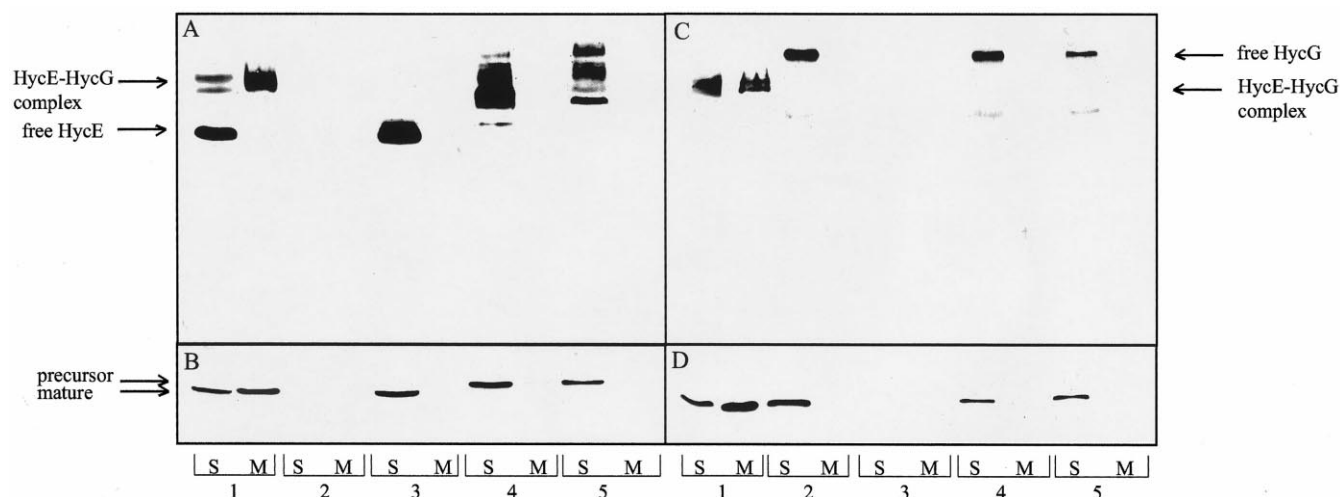 A
C
HycE-HycG
complex
free HycE
free HycG
HycE-HycG
complex
B
D
precursor
mature
S M S M S M S M S M S M S M S M S M S M
1 2 3 4 5 1 2 3 4 5